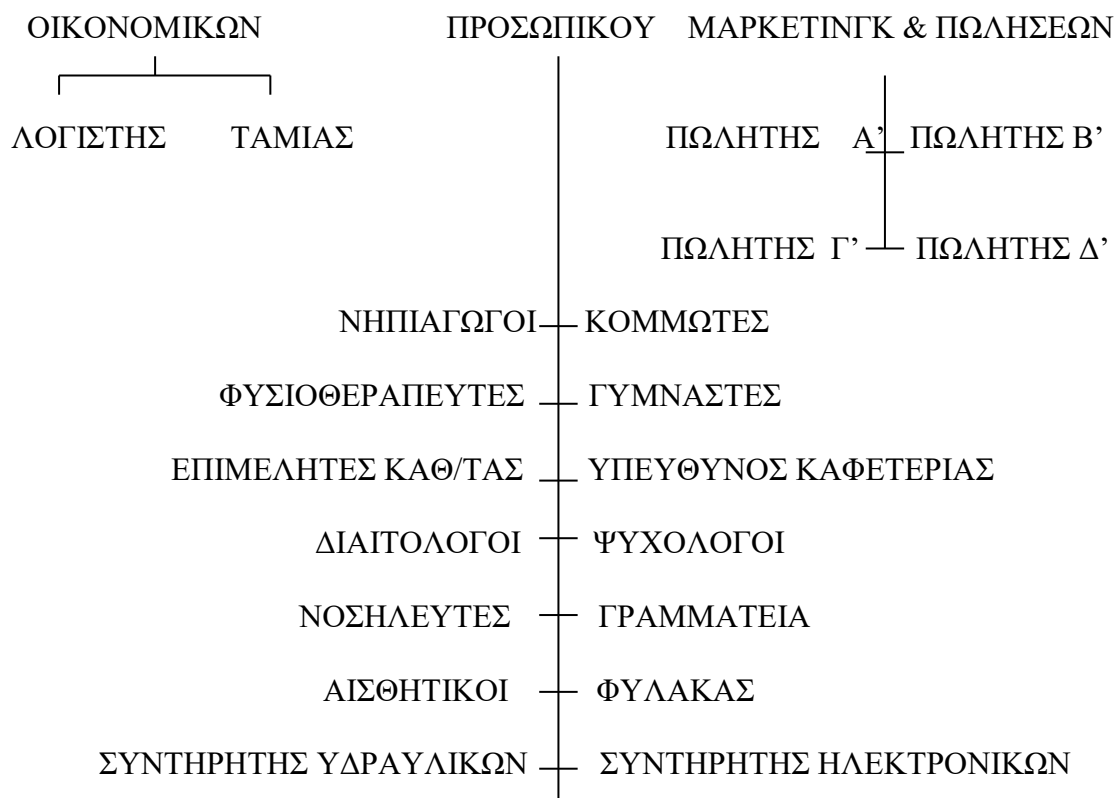 ΟΙΚΟΝΟΜΙΚΩΝ ΠΡΟΣΩΠΙΚΟΥ ΜΑΡΚΕΤΙΝΓΚ & ΠΩΛΗΣΕΩΝ
ΛΟΓΙΣΤΗΣ ΤΑΜΙΑΣ ΠΩΛΗΤΗΣ Α’ ΠΩΛΗΤΗΣ Β’
ΠΩΛΗΤΗΣ Γ’ ΠΩΛΗΤΗΣ Δ’
ΝΗΠΙΑΓΩΓΟΙ ΚΟΜΜΩΤΕΣ
ΦΥΣΙΟΘΕΡΑΠΕΥΤΕΣ ΓΥΜΝΑΣΤΕΣ
ΕΠΙΜΕΛΗΤΕΣ ΚΑΘ/ΤΑΣ ΥΠΕΥΘΥΝΟΣ ΚΑΦΕΤΕΡΙΑΣ
ΔΙΑΙΤΟΛΟΓΟΙ ΨΥΧΟΛΟΓΟΙ
ΝΟΣΗΛΕΥΤΕΣ ΓΡΑΜΜΑΤΕΙΑ
ΑΙΣΘΗΤΙΚΟΙ ΦΥΛΑΚΑΣ
ΣΥΝΤΗΡΗΤΗΣ ΥΔΡΑΥΛΙΚΩΝ ΣΥΝΤΗΡΗΤΗΣ ΗΛΕΚΤΡΟΝΙΚΩΝ